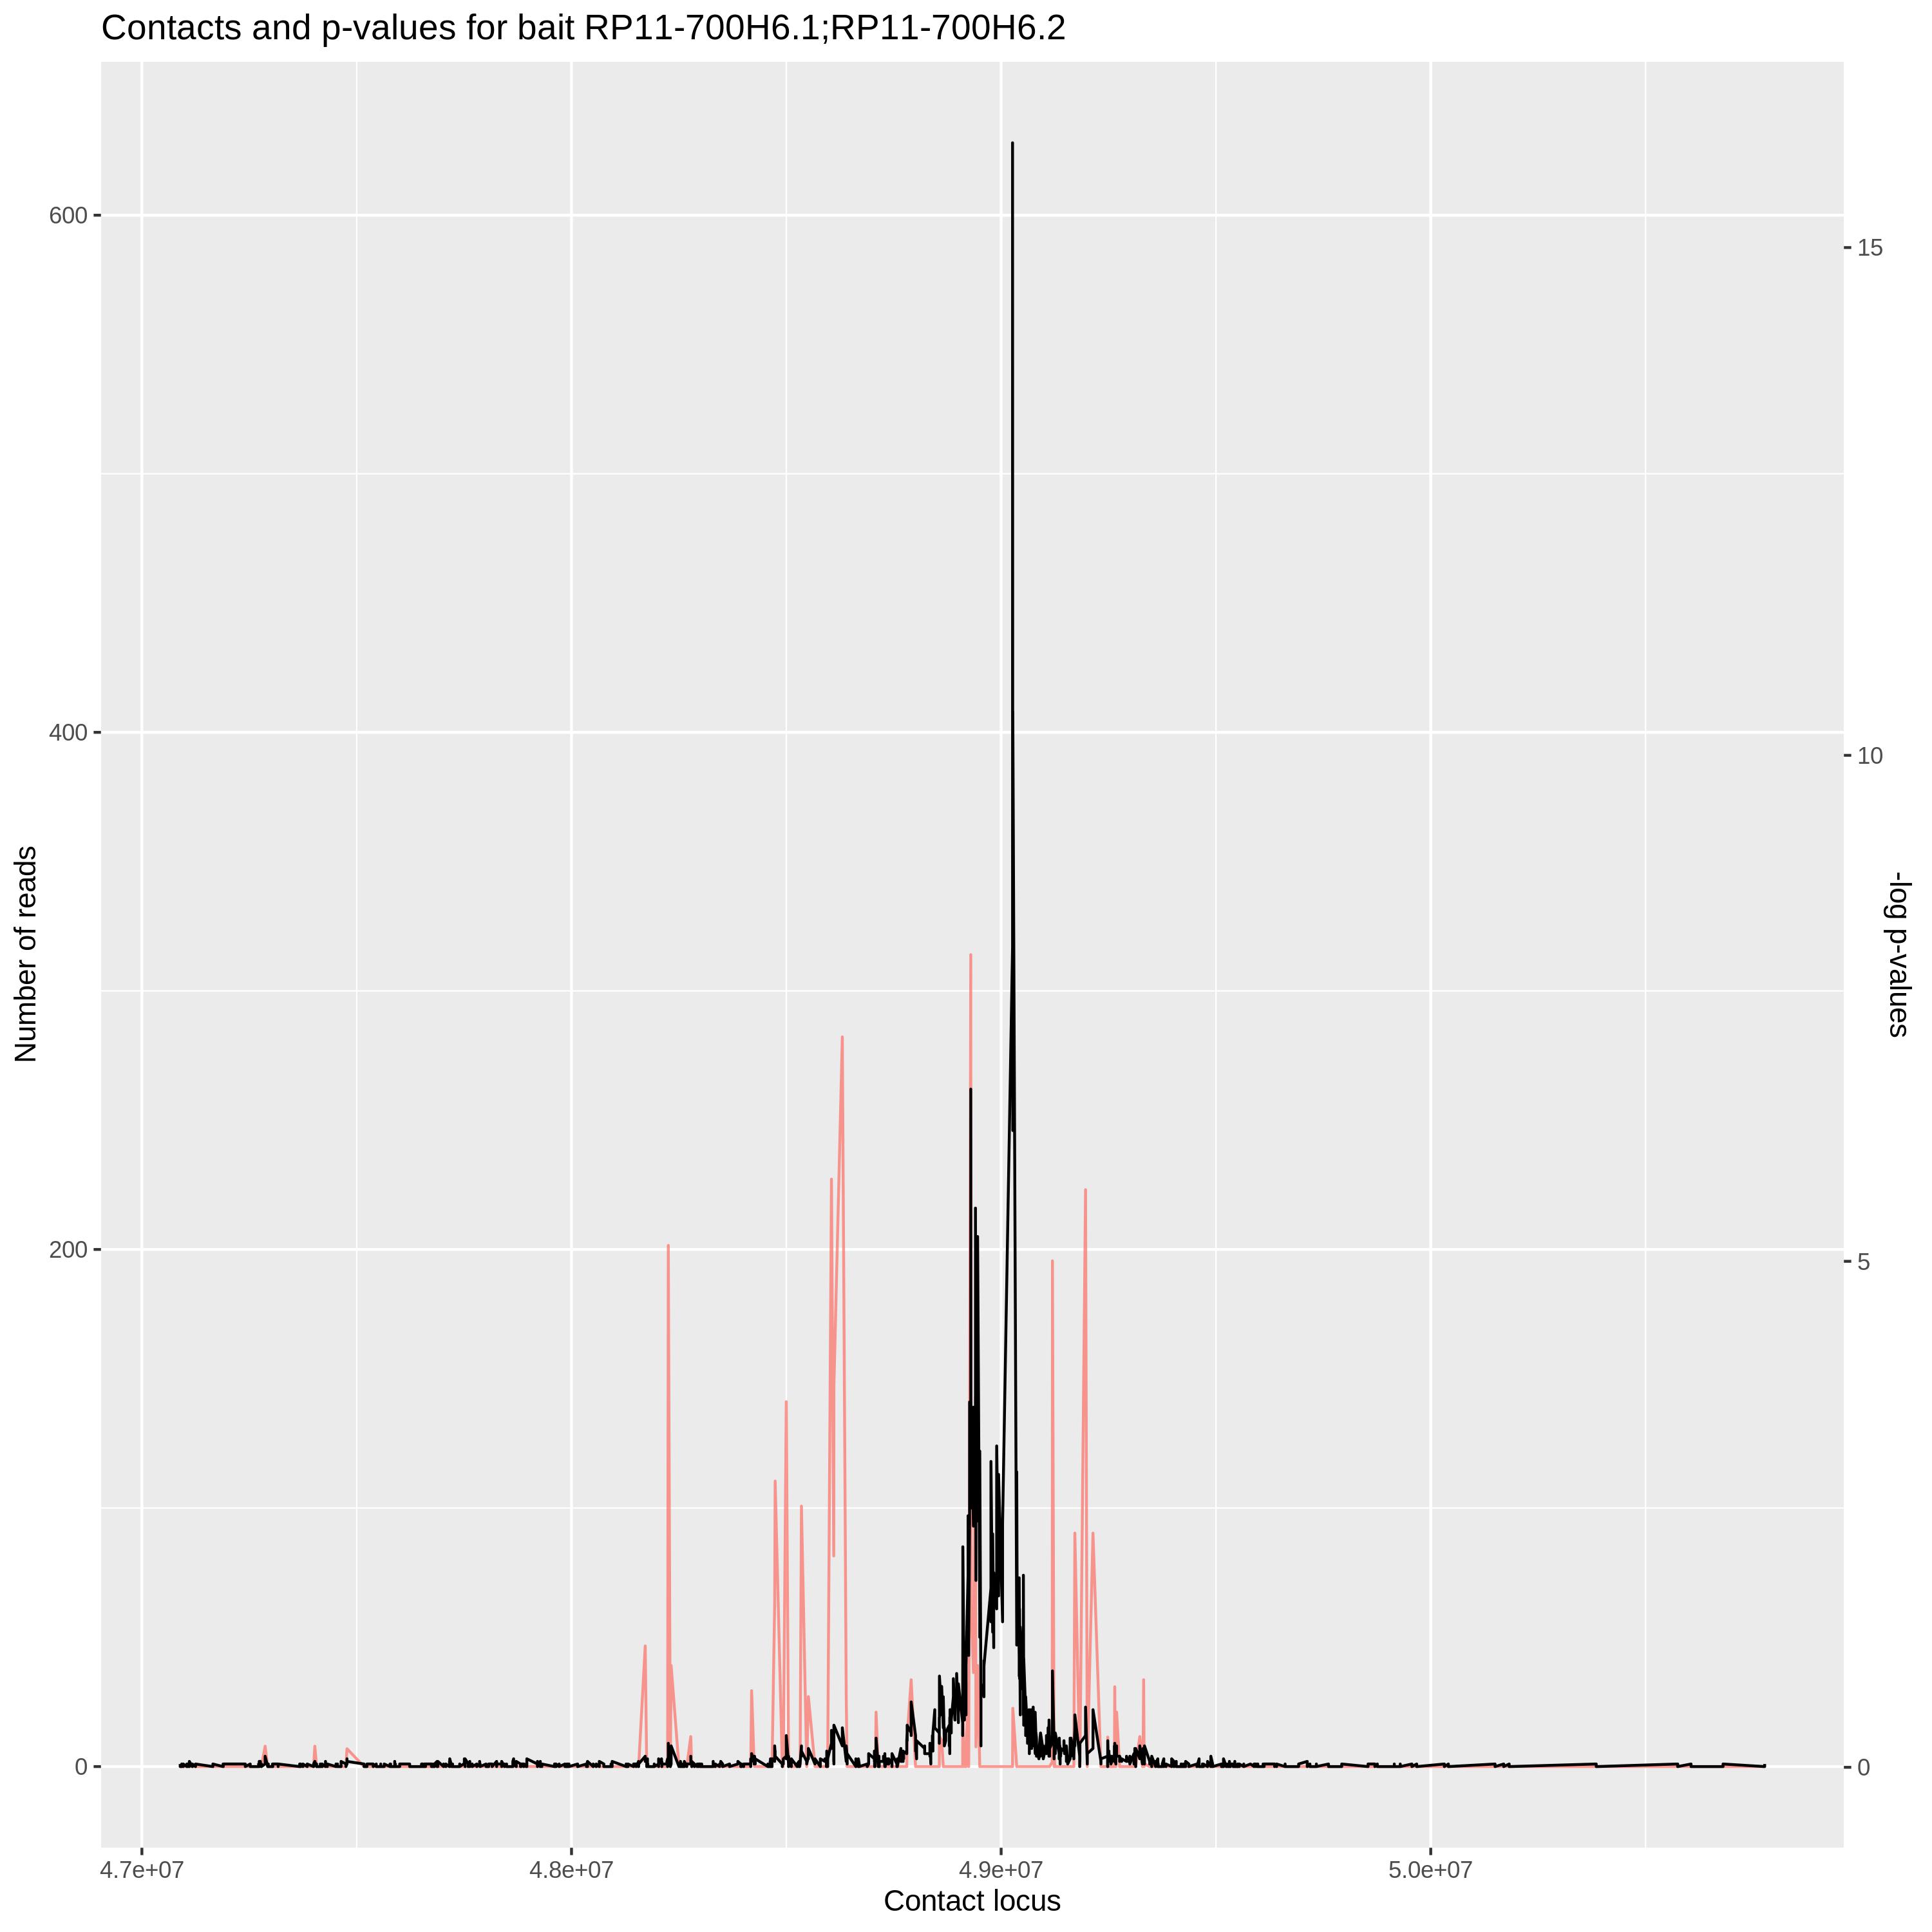 Contacts and p-values for bait RP11-700H6.1;RP11-700H6.2
600
400
200
0
Number of reads
15
10
5
0
-log p-values
4.7e+07 4.8e+07 4.9e+07 5.0e+07
Contact locus